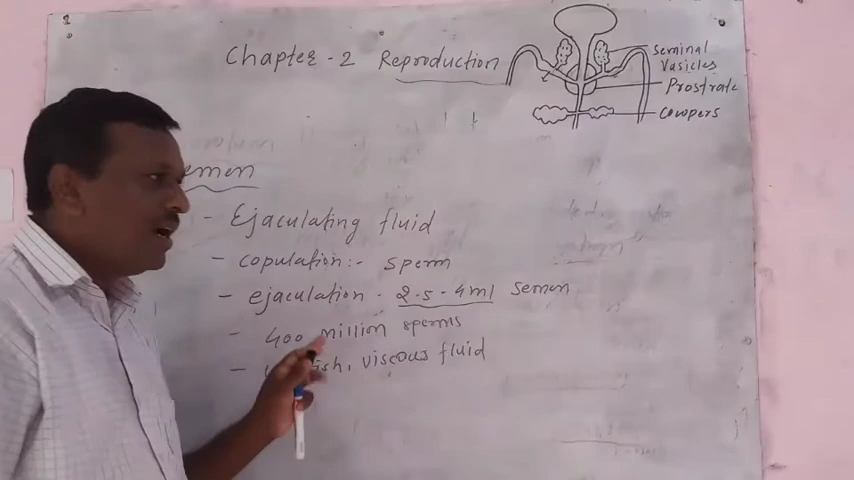 Chapter - 2 Reproduction
Seminal
Vasicles
Prostrate
Cowpers
emen
- Ejaculating fluid
- copulation :- sperm
- ejaculation - 2.5 - 4ml Semen
- 400 million sperms
- ish, viscous fluid